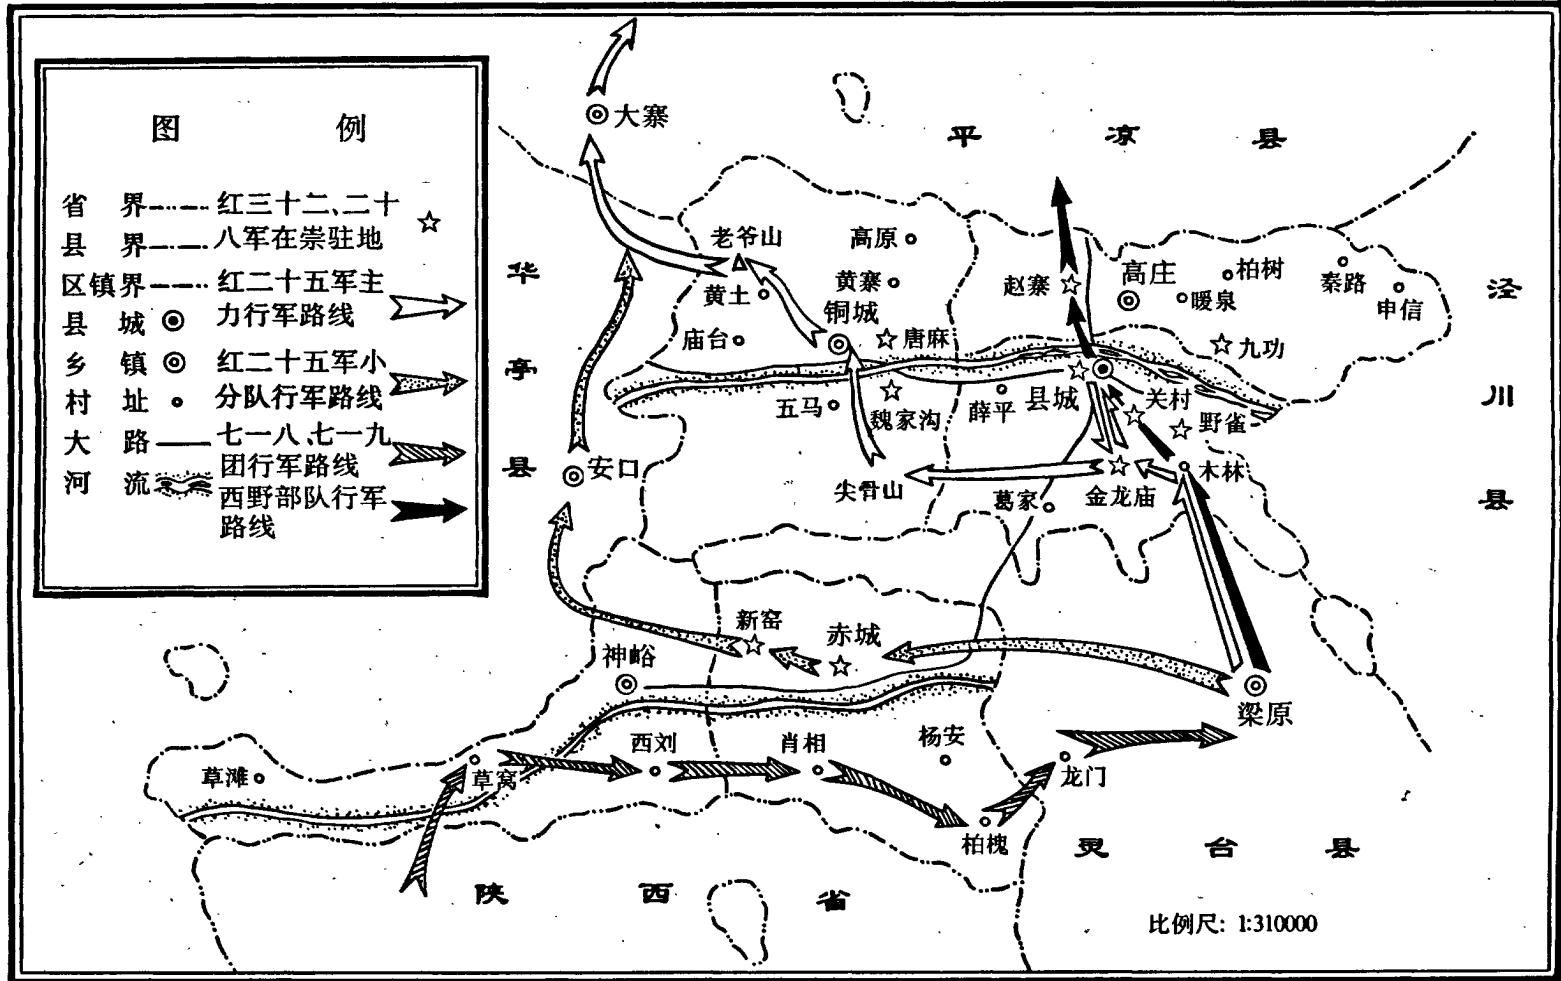 图 例
省 界
县 界
区镇界
县 城
乡 镇
村 址
大 路
河 流
红三十二、二十
八军在崇驻地
红二十五军主
力行军路线
红二十五军小
分队行军路线
七一八、七一九
团行军路线
西野部队行军
路线
大寨
平 凉 县
老爷山
高原
黄土
黄寨
铜城
庙台
唐麻
赵寨
高庄
柏树
暖泉
秦路
申信
九功
华 亭 县
泾 川 县
五马
魏家沟
薛平
县城
关村
野雀
安口
尖骨山
葛家
金龙庙
木林
新窑
赤城
神峪
梁原
草滩
草窝
西刘
肖相
杨安
龙门
柏槐
灵 台 县
陕 西 省
比例尺: 1:310000